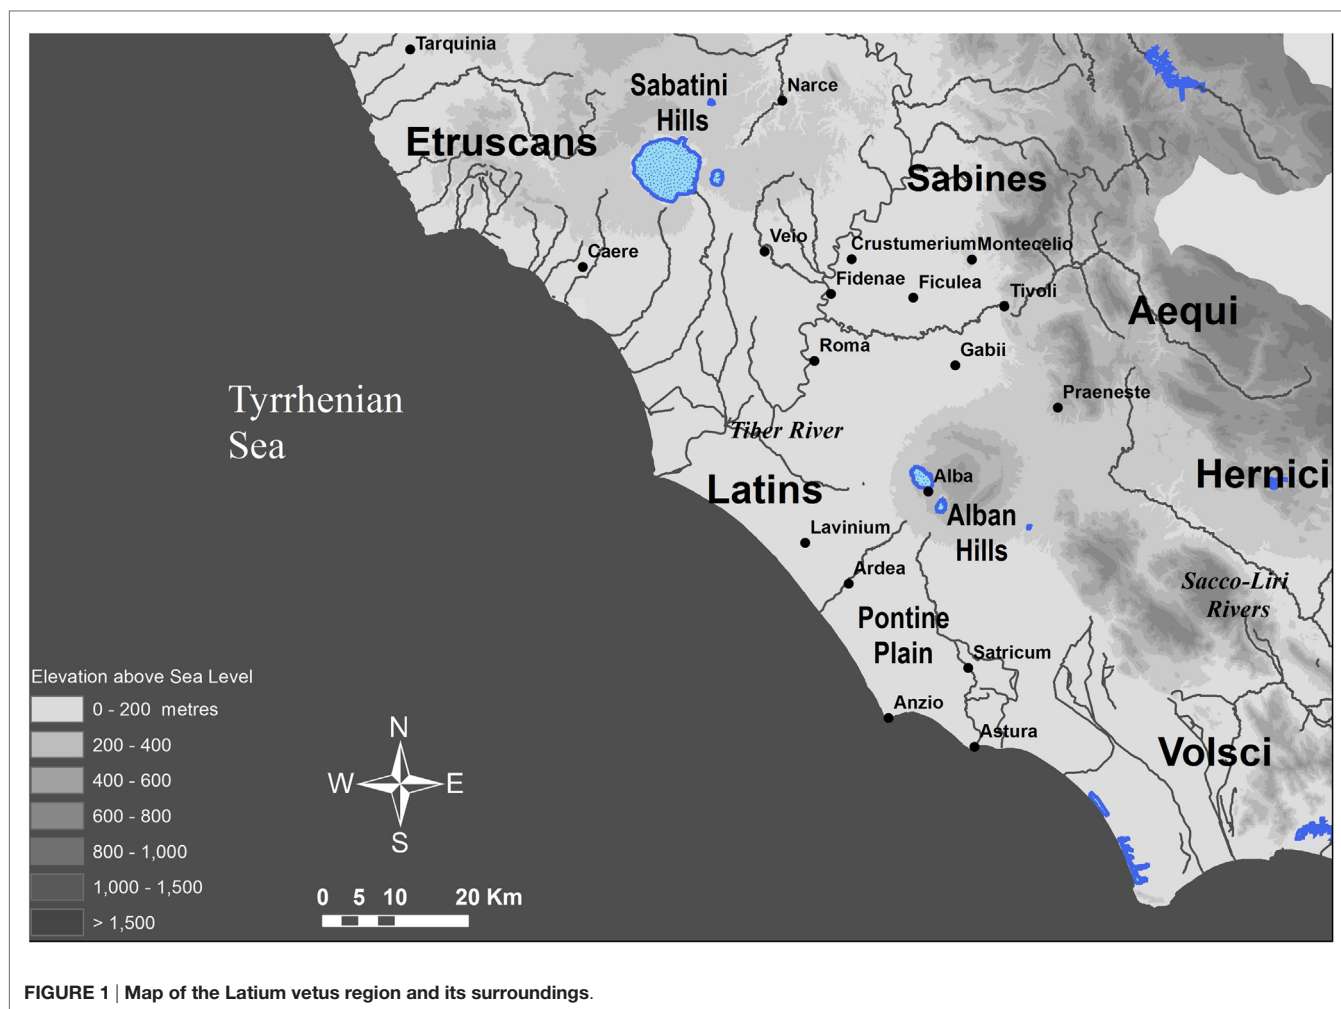 Tarquinia
Sabatini
Hills
Narce
Etruscans
Sabines
Veio
Caere
Crustumerium
Montecelio
Fidenae
Ficulea
Tivoli
Aequi
Roma
Gabii
Praeneste
Tyrrhenian
Sea
Tiber River
Latins
Alba
Hernici
Alban
Hills
Lavinium
Ardea
Sacco-Liri
Rivers
Pontine
Plain
Satricum
Anzio
Astura
Volsci
Elevation above Sea Level
0 - 200 metres
200 - 400
400 - 600
600 - 800
800 - 1,000
1,000 - 1,500
> 1,500
N
W E
S
0 5 10 20 Km
FIGURE 1 | Map of the Latium vetus region and its surroundings.